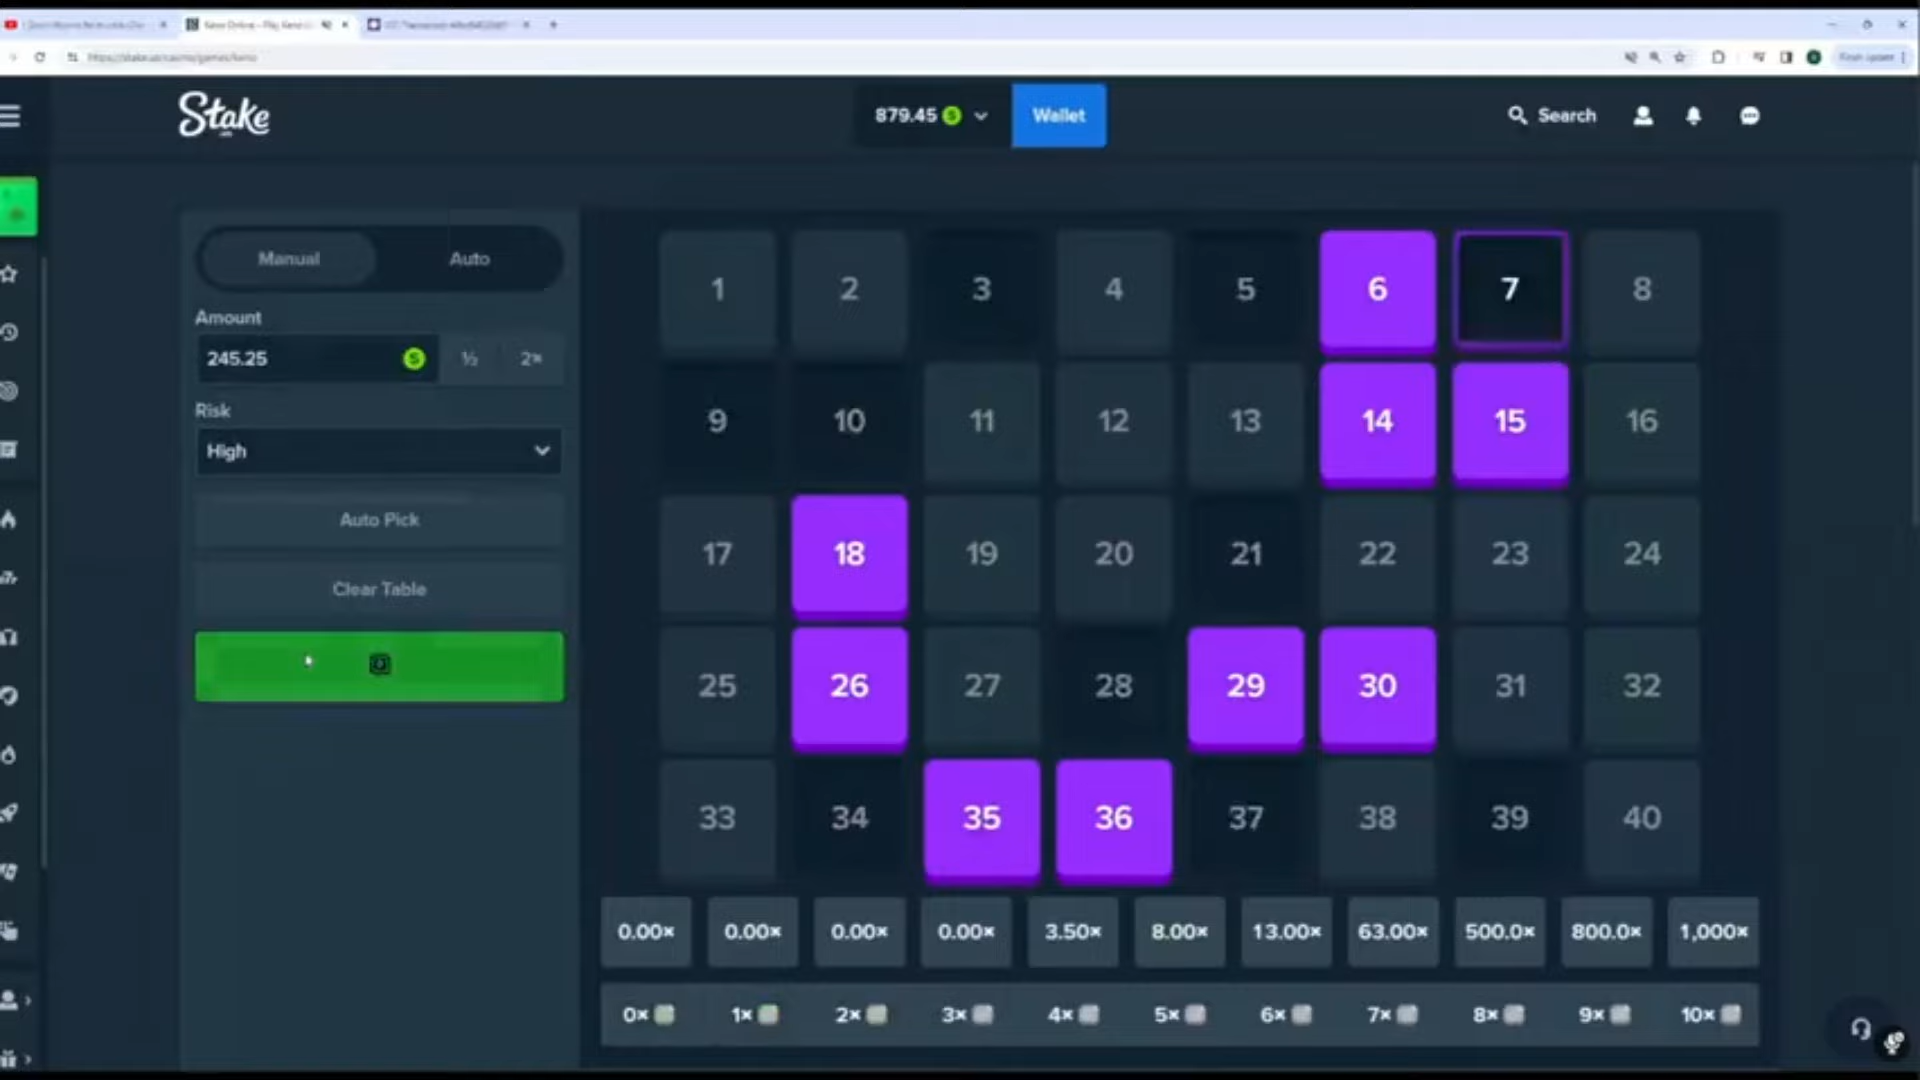 Stake
879.45
Wallet
Search
Manual
Auto
Amount
245.25
½
2×
Risk
High
Auto Pick
Clear Table
1 2 3 4 5 6 7 8
9 10 11 12 13 14 15 16
17 18 19 20 21 22 23 24
25 26 27 28 29 30 31 32
33 34 35 36 37 38 39 40
0.00× 0.00× 0.00× 0.00× 3.50× 8.00× 13.00× 63.00× 500.0× 800.0× 1,000×
0× 1× 2× 3× 4× 5× 6× 7× 8× 9× 10×